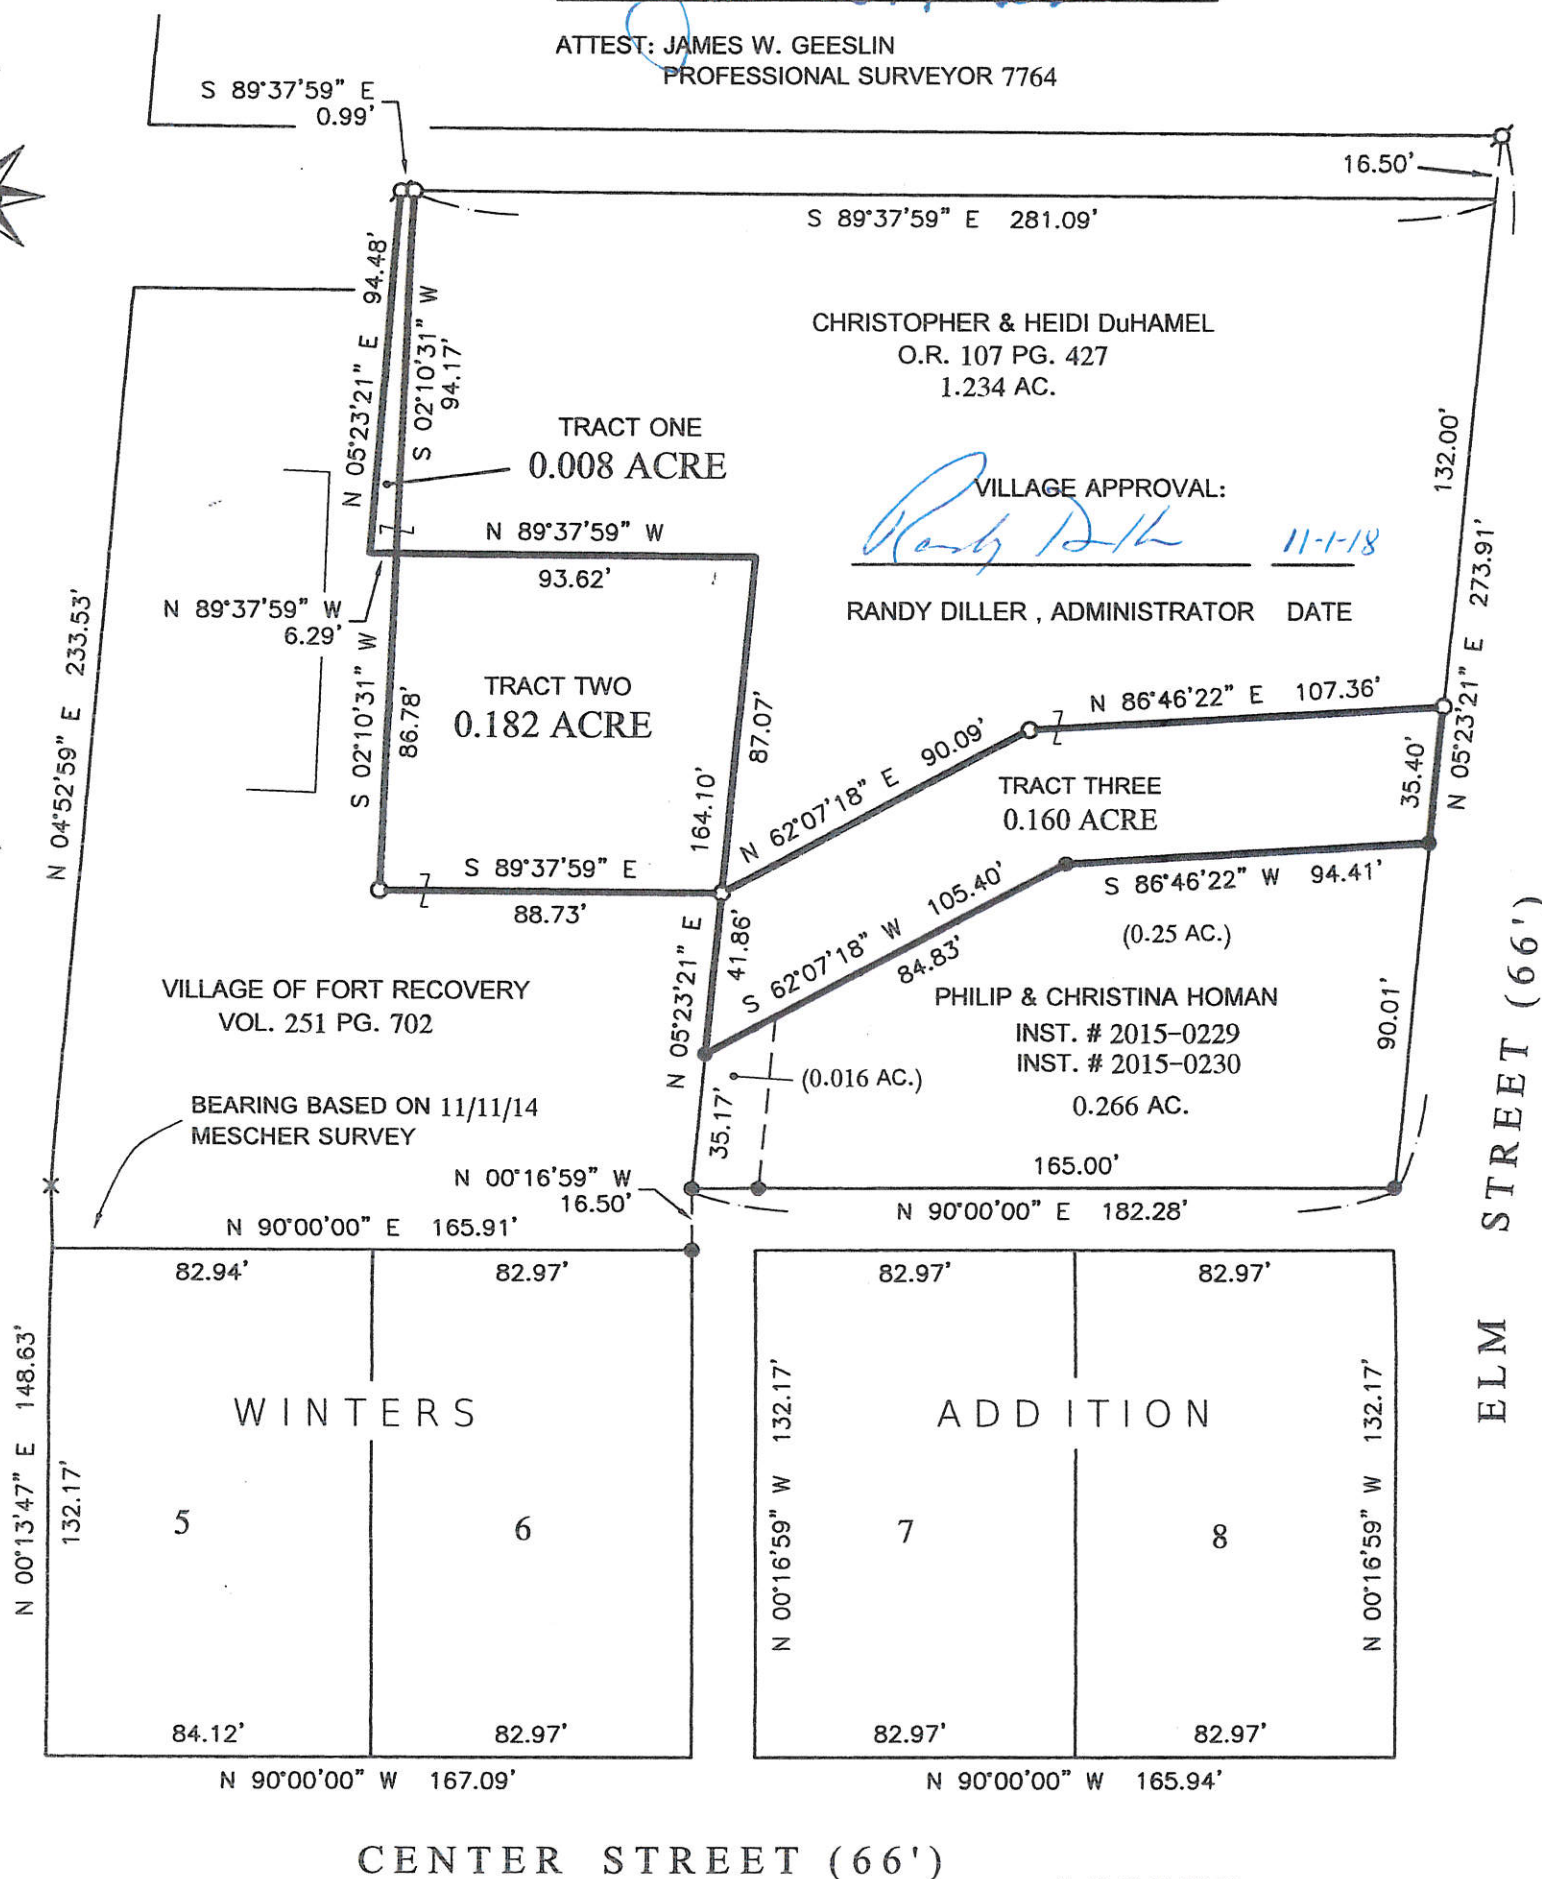 ATTEST: JAMES W. GEESLIN
PROFESSIONAL SURVEYOR 7764
S 89°37'59" E
0.99'
16.50'
S 89°37'59" E 281.09'
N 05°23'21" E 94.48'
S 02°10'31" W
94.17'
CHRISTOPHER & HEIDI DuHAMEL
O.R. 107 PG. 427
1.234 AC.
TRACT ONE
0.008 ACRE
132.00'
VILLAGE APPROVAL:
Randy Diller 11-1-18
RANDY DILLER , ADMINISTRATOR DATE
N 05°23'21" E 273.91'
N 89°37'59" W
93.62'
N 89°37'59" W
6.29'
N 04°52'59" E 233.53'
S 02°10'31" W
86.78'
TRACT TWO
0.182 ACRE
87.07'
164.10'
N 62°07'18" E 90.09'
N 86°46'22" E 107.36'
TRACT THREE
0.160 ACRE
35.40'
S 89°37'59" E
88.73'
S 86°46'22" W 94.41'
S 62°07'18" W 105.40'
84.83'
(0.25 AC.)
N 05°23'21" E
41.86'
VILLAGE OF FORT RECOVERY
VOL. 251 PG. 702
PHILIP & CHRISTINA HOMAN
INST. # 2015-0229
INST. # 2015-0230
0.266 AC.
90.01'
(0.016 AC.)
35.17'
BEARING BASED ON 11/11/14
MESCHER SURVEY
N 00°16'59" W
16.50'
165.00'
N 90°00'00" E 182.28'
N 90°00'00" E 165.91'
ELM STREET (66')
82.94'
82.97'
82.97'
82.97'
N 00°13'47" E 148.63'
132.17'
WINTERS
ADDITION
N 00°16'59" W 132.17'
N 00°16'59" W 132.17'
5
6
7
8
84.12'
82.97'
82.97'
82.97'
N 90°00'00" W 167.09'
N 90°00'00" W 165.94'
CENTER STREET (66')